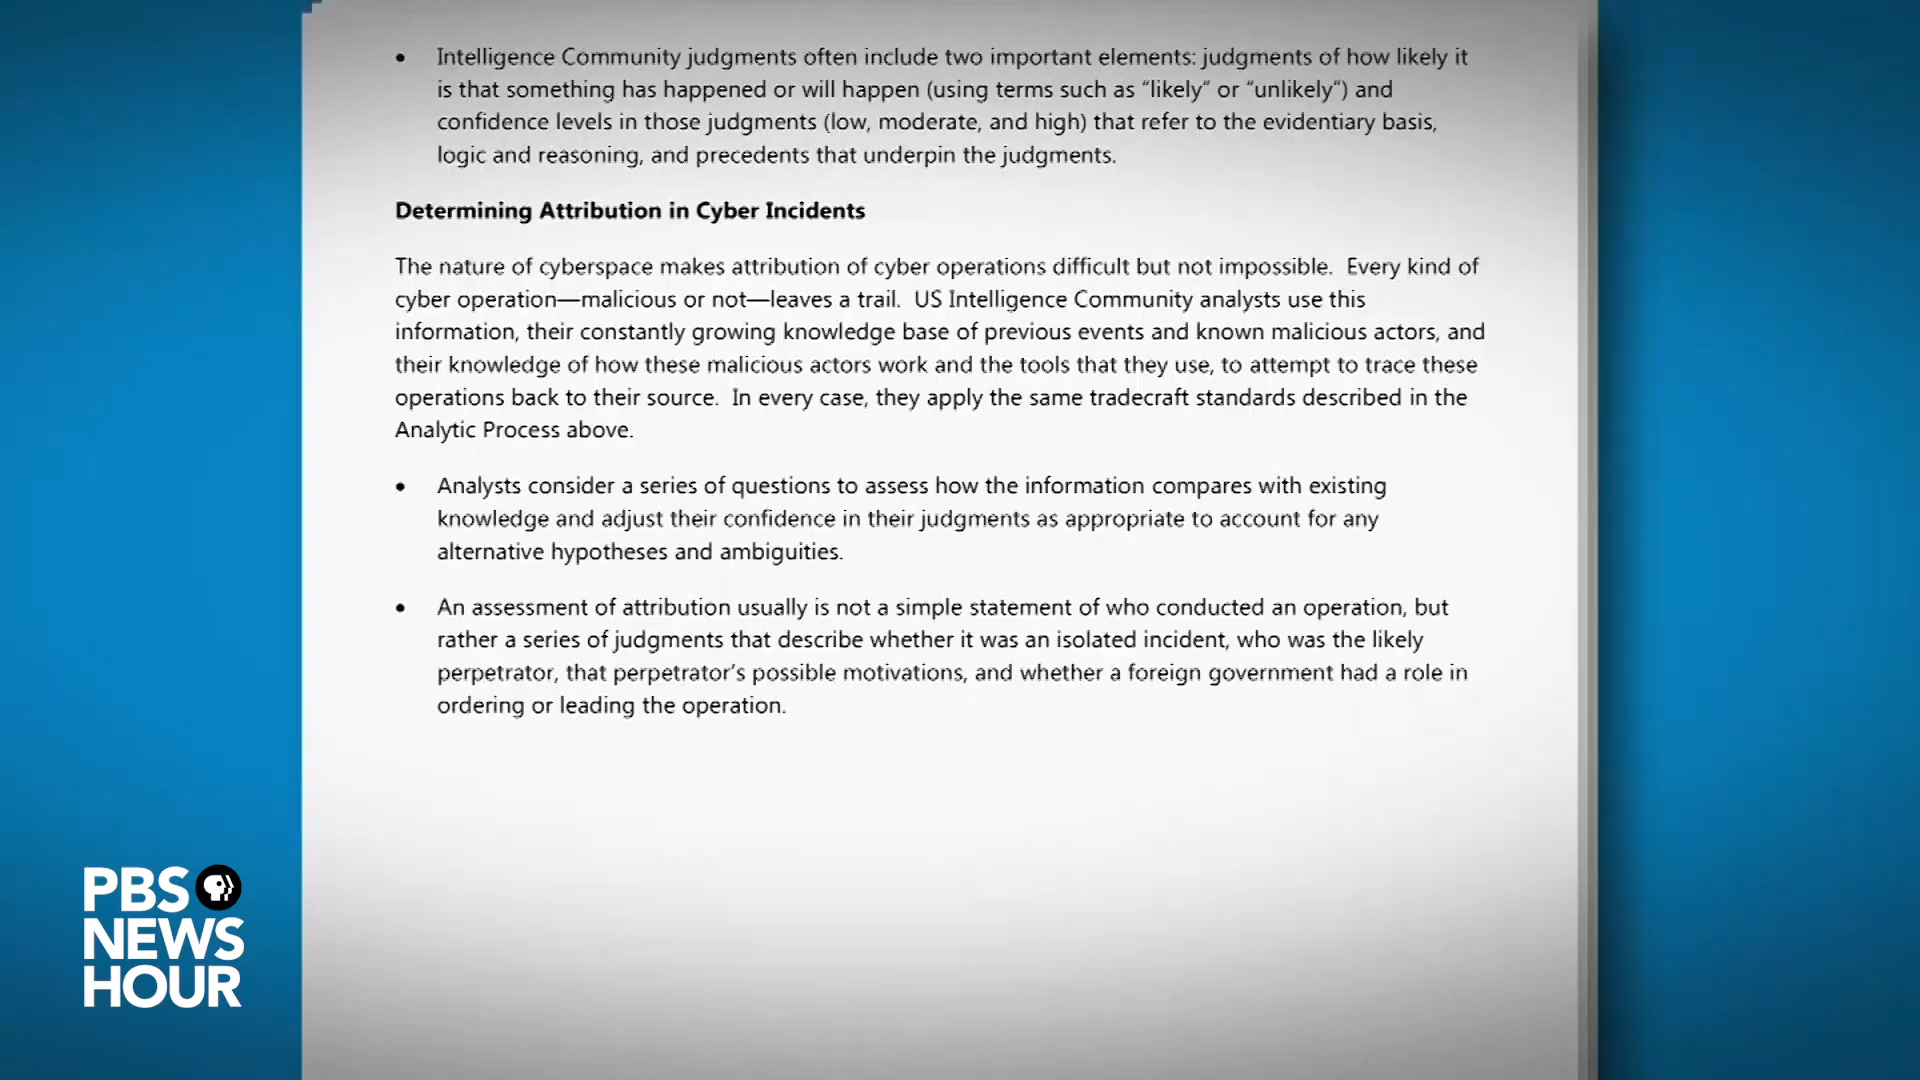 • Intelligence Community judgments often include two important elements: judgments of how likely it
is that something has happened or will happen (using terms such as “likely” or “unlikely”) and
confidence levels in those judgments (low, moderate, and high) that refer to the evidentiary basis,
logic and reasoning, and precedents that underpin the judgments.
Determining Attribution in Cyber Incidents
The nature of cyberspace makes attribution of cyber operations difficult but not impossible.  Every kind of
cyber operation—malicious or not—leaves a trail.  US Intelligence Community analysts use this
information, their constantly growing knowledge base of previous events and known malicious actors, and
their knowledge of how these malicious actors work and the tools that they use, to attempt to trace these
operations back to their source.  In every case, they apply the same tradecraft standards described in the
Analytic Process above.
• Analysts consider a series of questions to assess how the information compares with existing
knowledge and adjust their confidence in their judgments as appropriate to account for any
alternative hypotheses and ambiguities.
• An assessment of attribution usually is not a simple statement of who conducted an operation, but
rather a series of judgments that describe whether it was an isolated incident, who was the likely
perpetrator, that perpetrator’s possible motivations, and whether a foreign government had a role in
ordering or leading the operation.
PBS
NEWS
HOUR